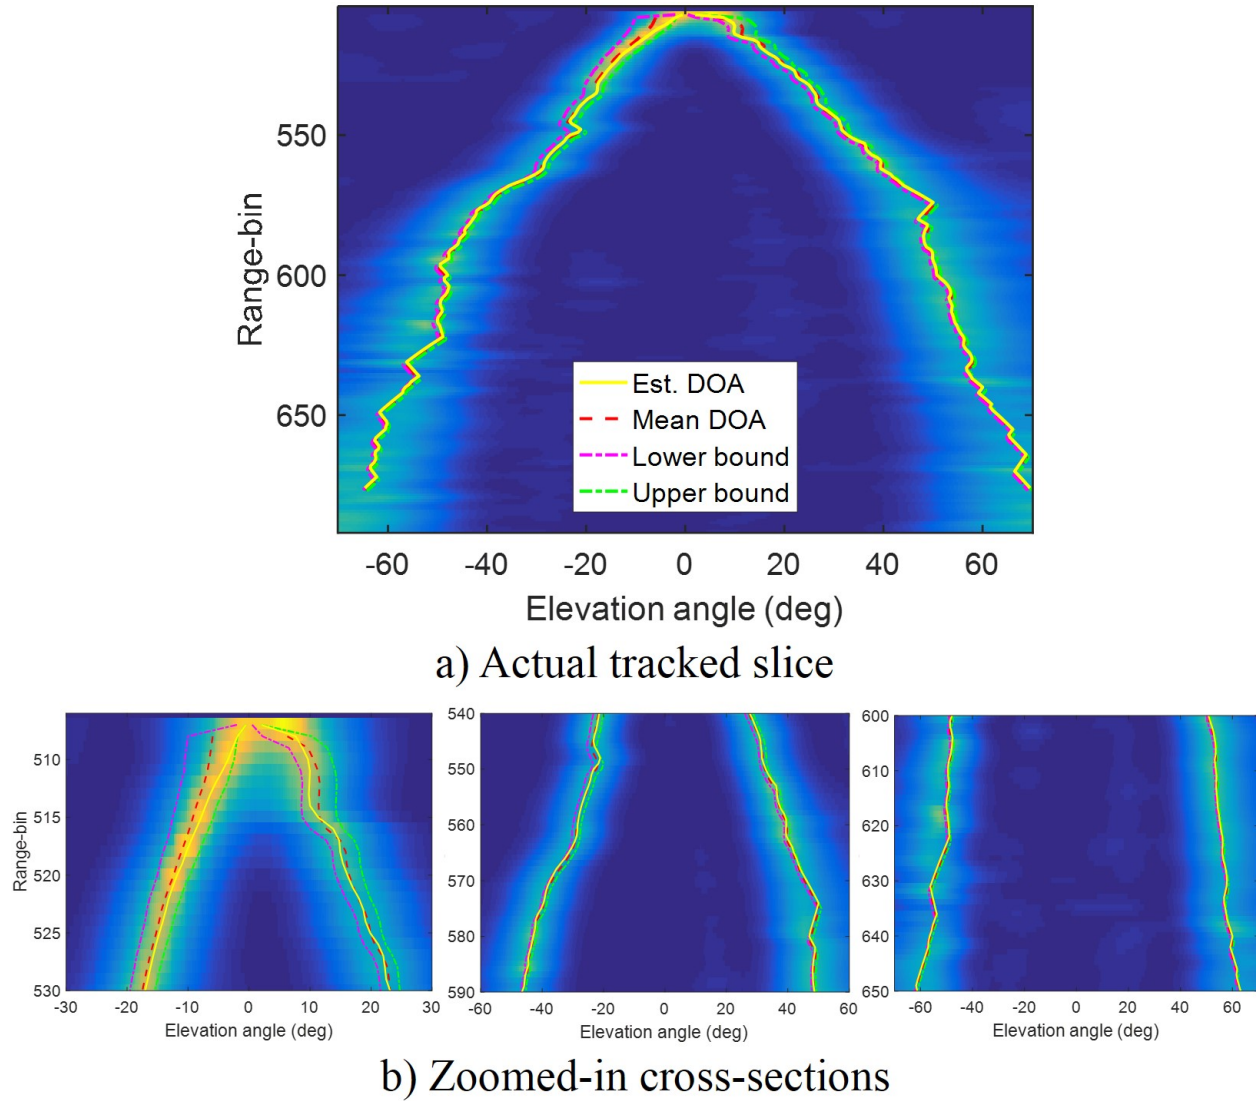 550
600
650
Range-bin
-60 -40 -20 0 20 40 60
Elevation angle (deg)
Est. DOA
Mean DOA
Lower bound
Upper bound
a) Actual tracked slice
510
515
520
525
530
Range-bin
-30 -20 -10 0 10 20 30
Elevation angle (deg)
540
550
560
570
580
590
-60 -40 -20 0 20 40 60
Elevation angle (deg)
600
610
620
630
640
650
-60 -40 -20 0 20 40 60
Elevation angle (deg)
b) Zoomed-in cross-sections